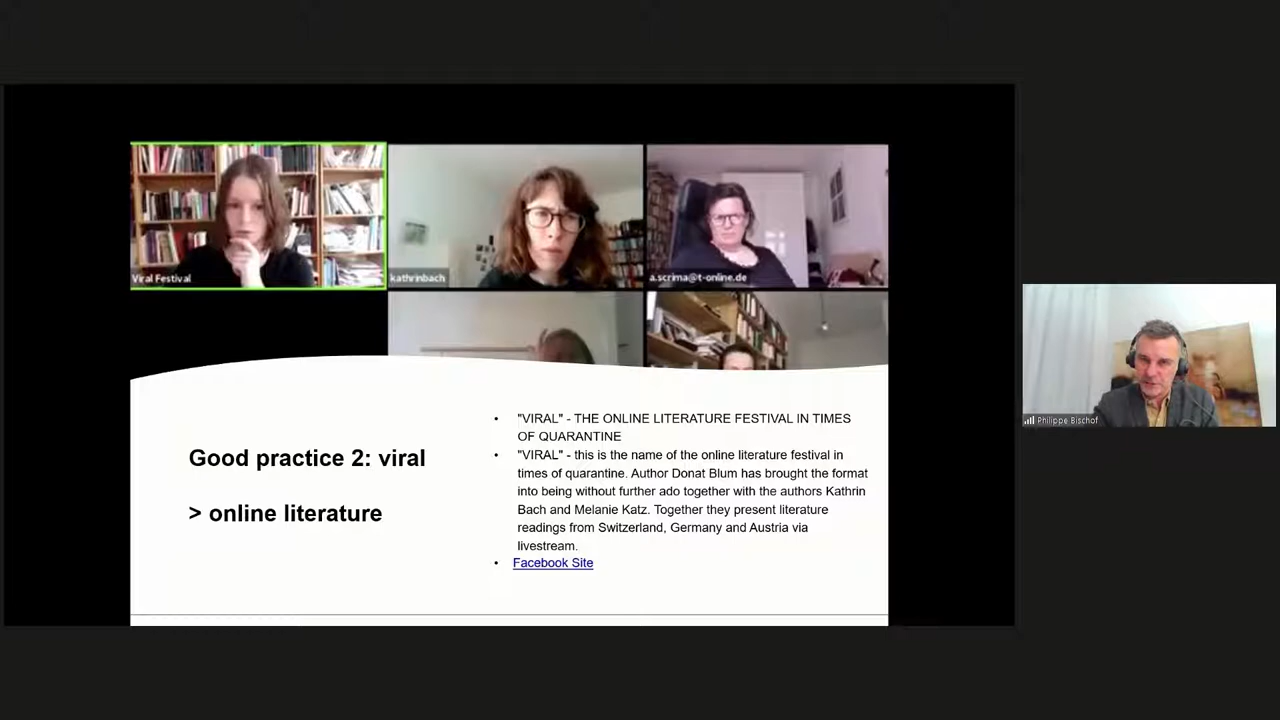 Viral Festival
kathrinbach
a.scrima@t-online.de
Philippe Bischof
Good practice 2: viral
> online literature
• "VIRAL" - THE ONLINE LITERATURE FESTIVAL IN TIMES
OF QUARANTINE
• "VIRAL" - this is the name of the online literature festival in
times of quarantine. Author Donat Blum has brought the format
into being without further ado together with the authors Kathrin
Bach and Melanie Katz. Together they present literature
readings from Switzerland, Germany and Austria via
livestream.
• Facebook Site